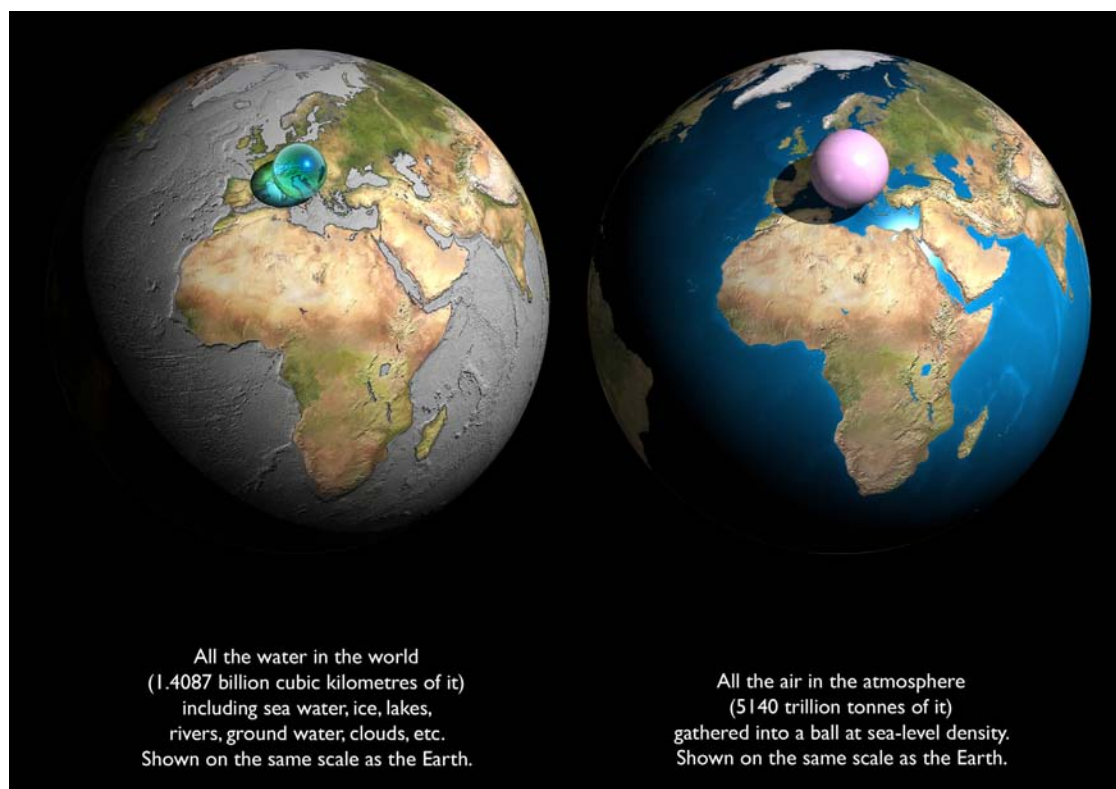 All the water in the world
(1.4087 billion cubic kilometres of it)
including sea water, ice, lakes,
rivers, ground water, clouds, etc.
Shown on the same scale as the Earth.
All the air in the atmosphere
(5140 trillion tonnes of it)
gathered into a ball at sea-level density.
Shown on the same scale as the Earth.